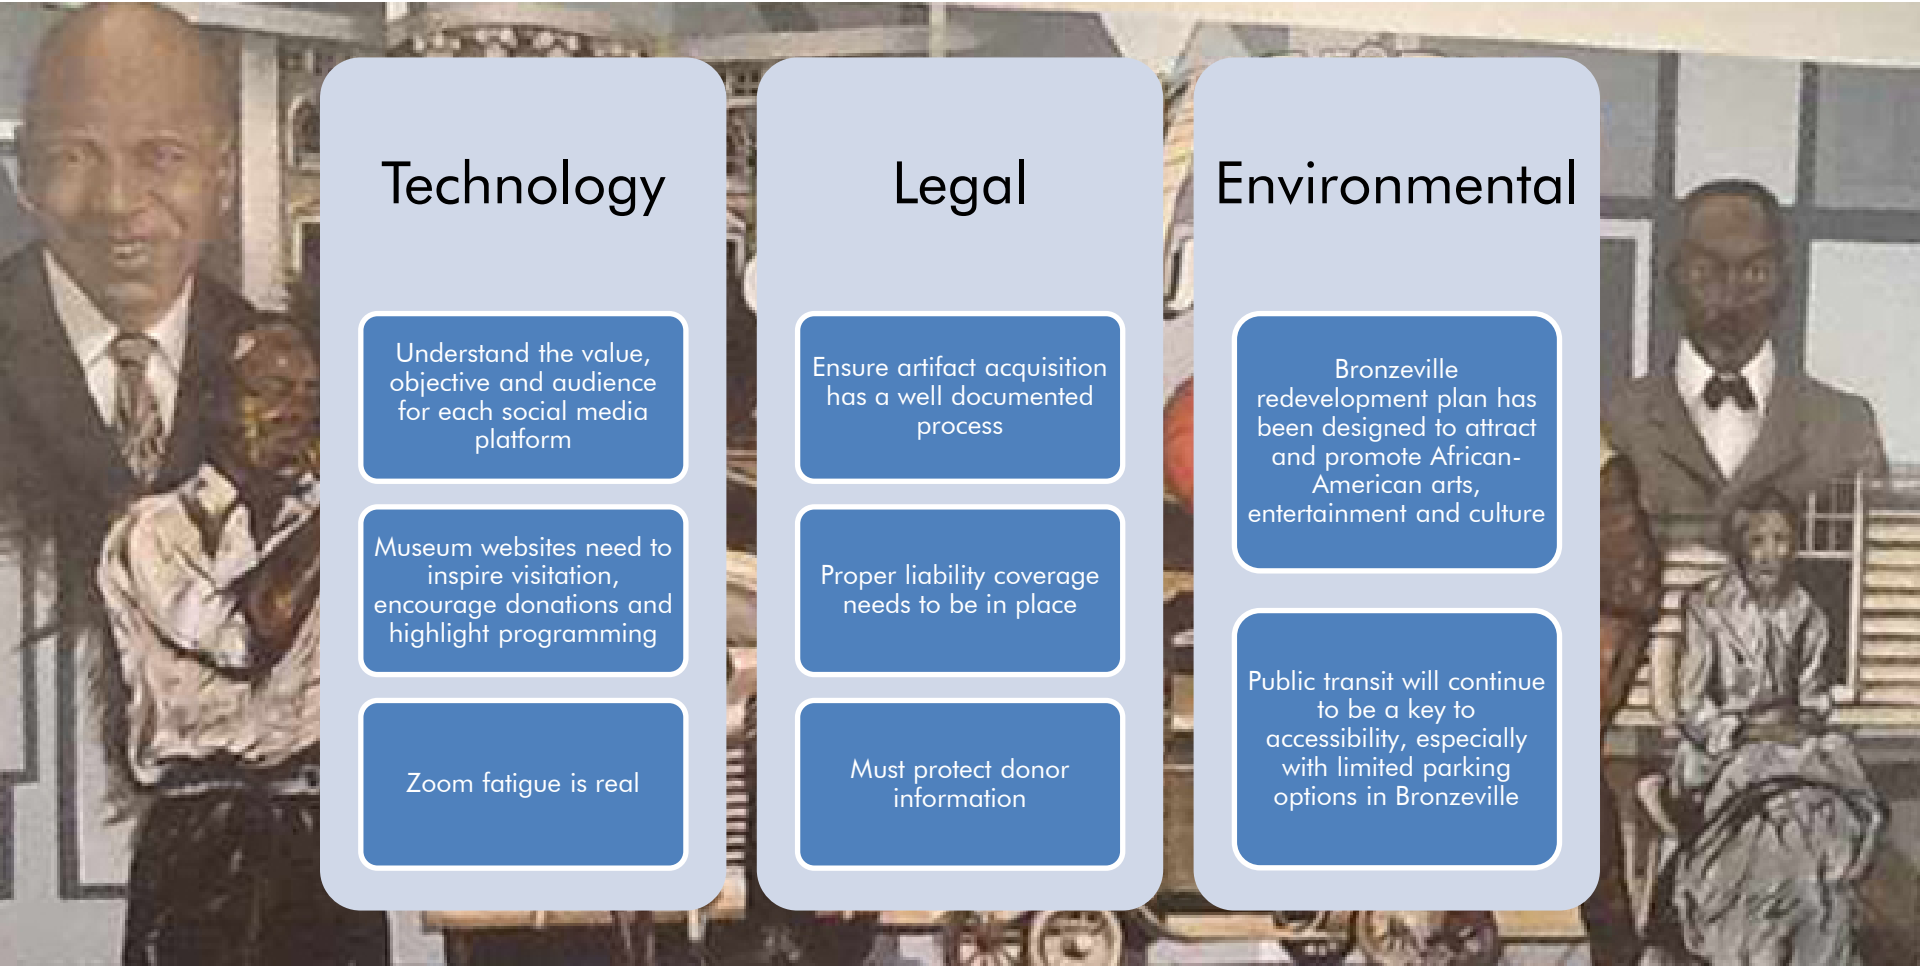 Technology
Understand the value,
objective and audience
for each social media
platform
Museum websites need to
inspire visitation,
encourage donations and
highlight programming
Zoom fatigue is real
Legal
Ensure artifact acquisition
has a well documented
process
Proper liability coverage
needs to be in place
Must protect donor
information
Environmental
Bronzeville
redevelopment plan has
been designed to attract
and promote African-
American arts,
entertainment and culture
Public transit will continue
to be a key to
accessibility, especially
with limited parking
options in Bronzeville